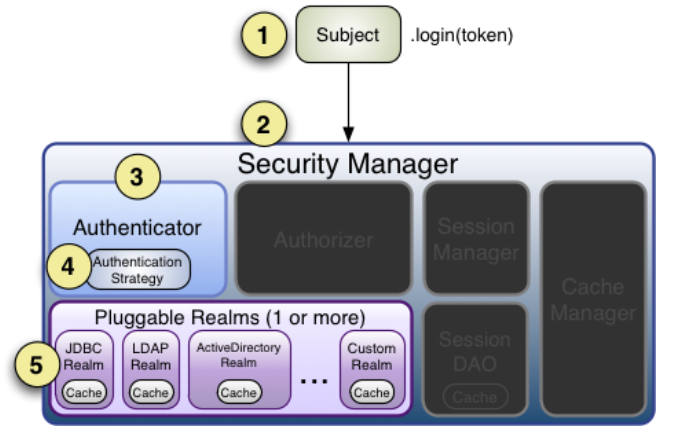 1
Subject
.login(token)
2
Security Manager
3
Authenticator
4
Authentication
Strategy
Authorizer
Session
Manager
Cache
Manager
Pluggable Realms (1 or more)
5
JDBC
Realm
Cache
LDAP
Realm
Cache
ActiveDirectory
Realm
Cache
...
Custom
Realm
Cache
Session
DAO
Cache